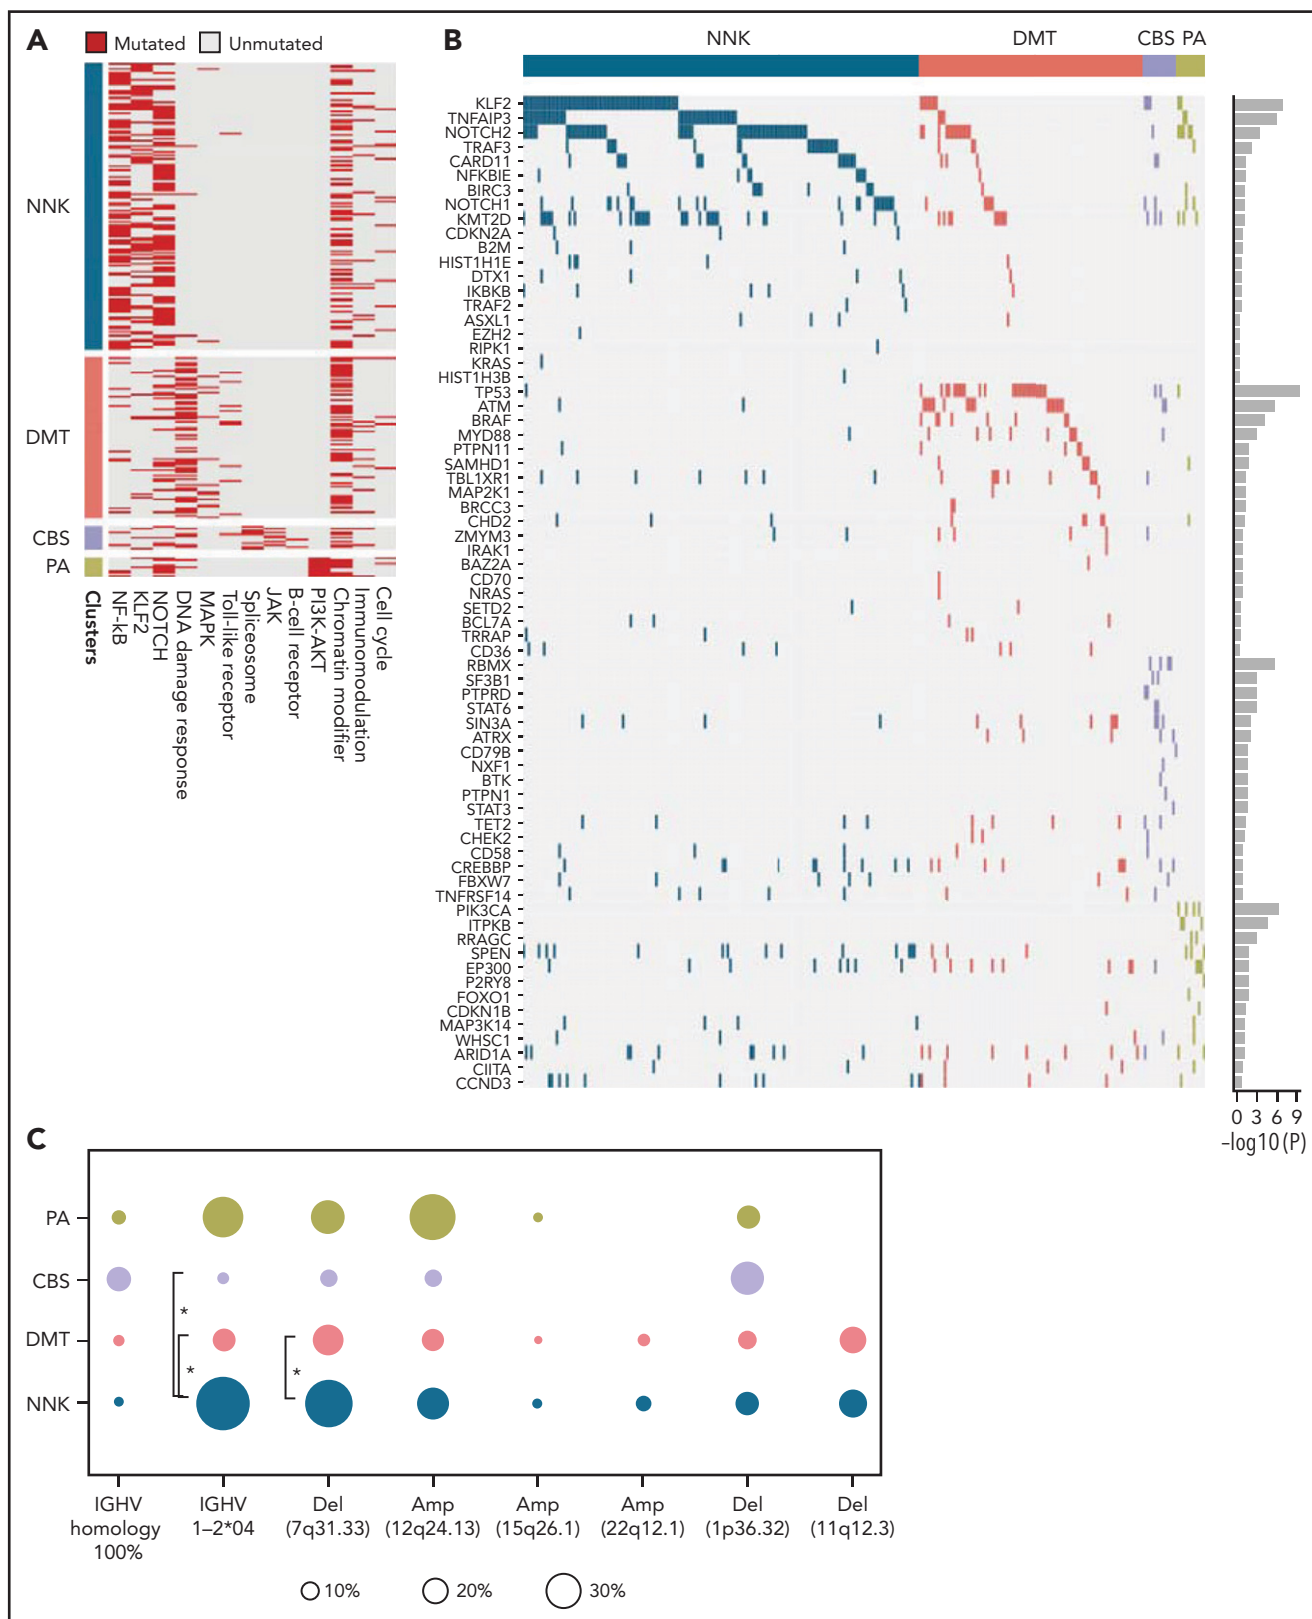 A
Mutated
Unmutated
NNK
DMT
CBS
PA
Clusters
NF-kB
KLF2
NOTCH
DNA damage response
MAPK
Toll-like receptor
Spliceosome
JAK
B-cell receptor
PI3K-AKT
Chromatin modifier
Immunomodulation
Cell cycle
B
NNK DMT CBS PA
KLF2
TNFAIP3
NOTCH2
TRAF3
CARD11
NFKBIE
BIRC3
NOTCH1
KMT2D
CDKN2A
B2M
HIST1H1E
DTX1
IKBKB
TRAF2
ASXL1
EZH2
RIPK1
KRAS
HIST1H3B
TP53
ATM
BRAF
MYD88
PTPN11
SAMHD1
TBL1XR1
MAP2K1
BRCC3
CHD2
ZMYM3
IRAK1
BAZ2A
CD70
NRAS
SETD2
BCL7A
TRRAP
CD36
RBMX
SF3B1
PTPRD
STAT6
SIN3A
ATRX
CD79B
NXF1
BTK
PTPN1
STAT3
TET2
CHEK2
CD58
CREBBP
FBXW7
TNFRSF14
PIK3CA
ITPKB
RRAGC
SPEN
EP300
P2RY8
FOXO1
CDKN1B
MAP3K14
WHSC1
ARID1A
CIITA
CCND3
0 3 6 9
–log10 (P)
C
PA
CBS
DMT
NNK
*
*
*
IGHV
homology
100%
IGHV
1–2*04
Del
(7q31.33)
Amp
(12q24.13)
Amp
(15q26.1)
Amp
(22q12.1)
Del
(1p36.32)
Del
(11q12.3)
10% 20% 30%